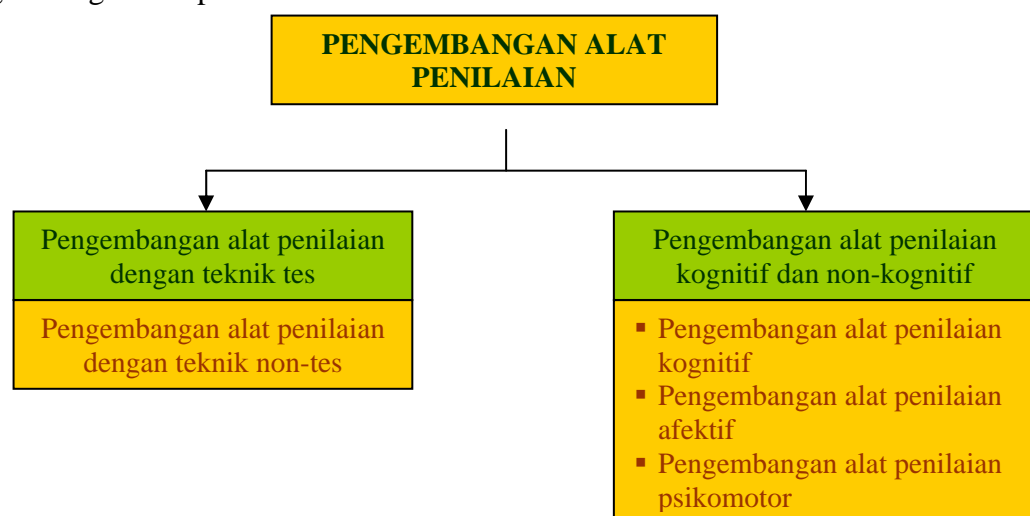 PENGEMBANGAN ALAT
PENILAIAN
Pengembangan alat penilaian
dengan teknik tes
Pengembangan alat penilaian
dengan teknik non-tes
Pengembangan alat penilaian
kognitif dan non-kognitif
▪ Pengembangan alat penilaian
kognitif
▪ Pengembangan alat penilaian
afektif
▪ Pengembangan alat penilaian
psikomotor